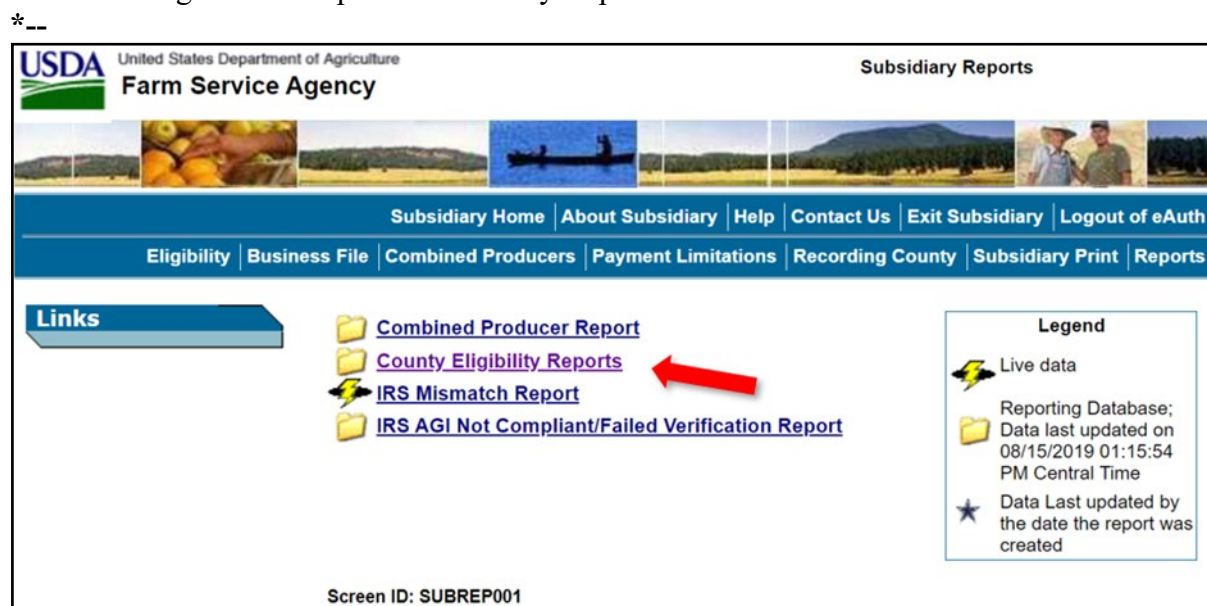 *--
USDA
United States Department of Agriculture
Farm Service Agency
Subsidiary Reports
Subsidiary Home | About Subsidiary | Help | Contact Us | Exit Subsidiary | Logout of eAuth
Eligibility | Business File | Combined Producers | Payment Limitations | Recording County | Subsidiary Print | Reports
Links
Combined Producer Report
County Eligibility Reports
IRS Mismatch Report
IRS AGI Not Compliant/Failed Verification Report
Legend
Live data
Reporting Database;
Data last updated on
08/15/2019 01:15:54
PM Central Time
Data Last updated by
the date the report was
created
Screen ID: SUBREP001